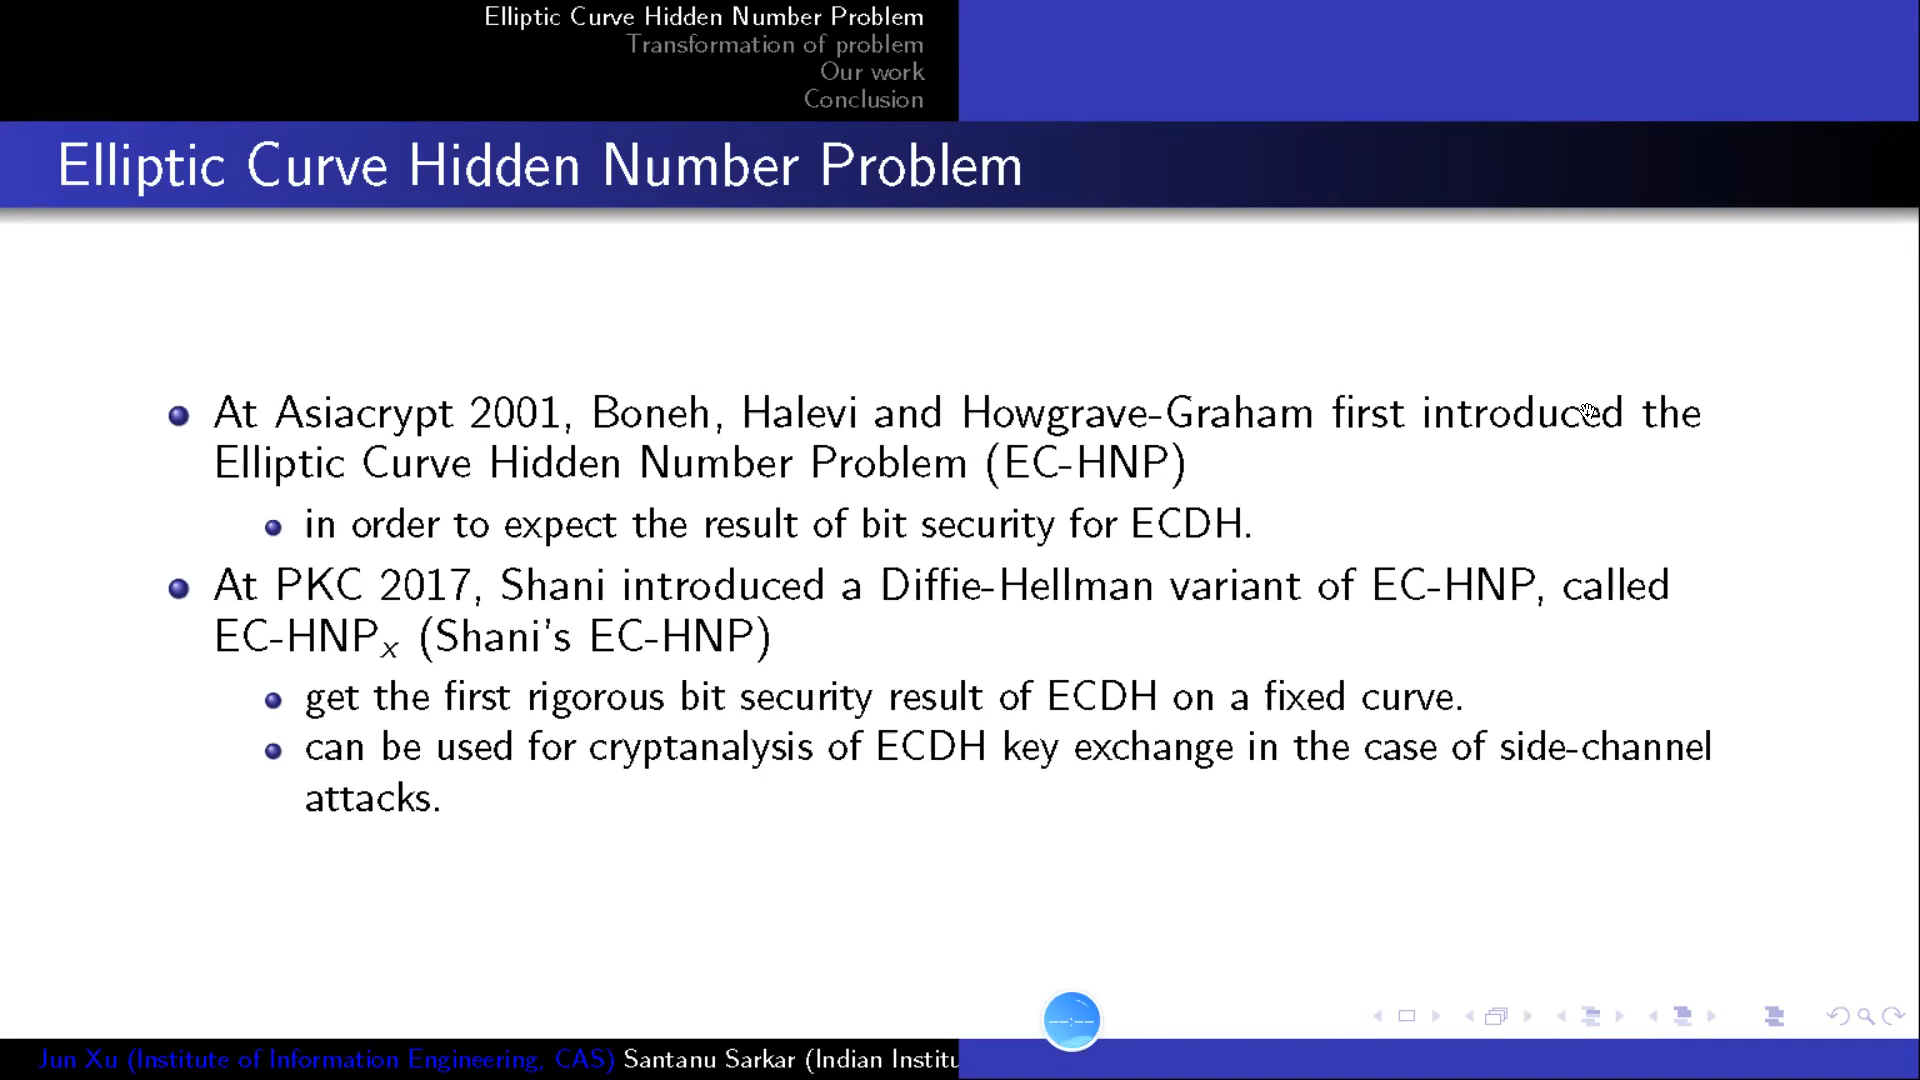 Elliptic Curve Hidden Number Problem
Transformation of problem
Our work
Conclusion
Elliptic Curve Hidden Number Problem
At Asiacrypt 2001, Boneh, Halevi and Howgrave-Graham first introduced the
Elliptic Curve Hidden Number Problem (EC-HNP)
in order to expect the result of bit security for ECDH.
At PKC 2017, Shani introduced a Diffie-Hellman variant of EC-HNP, called
EC-HNPₓ (Shani's EC-HNP)
get the first rigorous bit security result of ECDH on a fixed curve.
can be used for cryptanalysis of ECDH key exchange in the case of side-channel
attacks.
--:--
Jun Xu (Institute of Information Engineering, CAS) Santanu Sarkar (Indian Institu